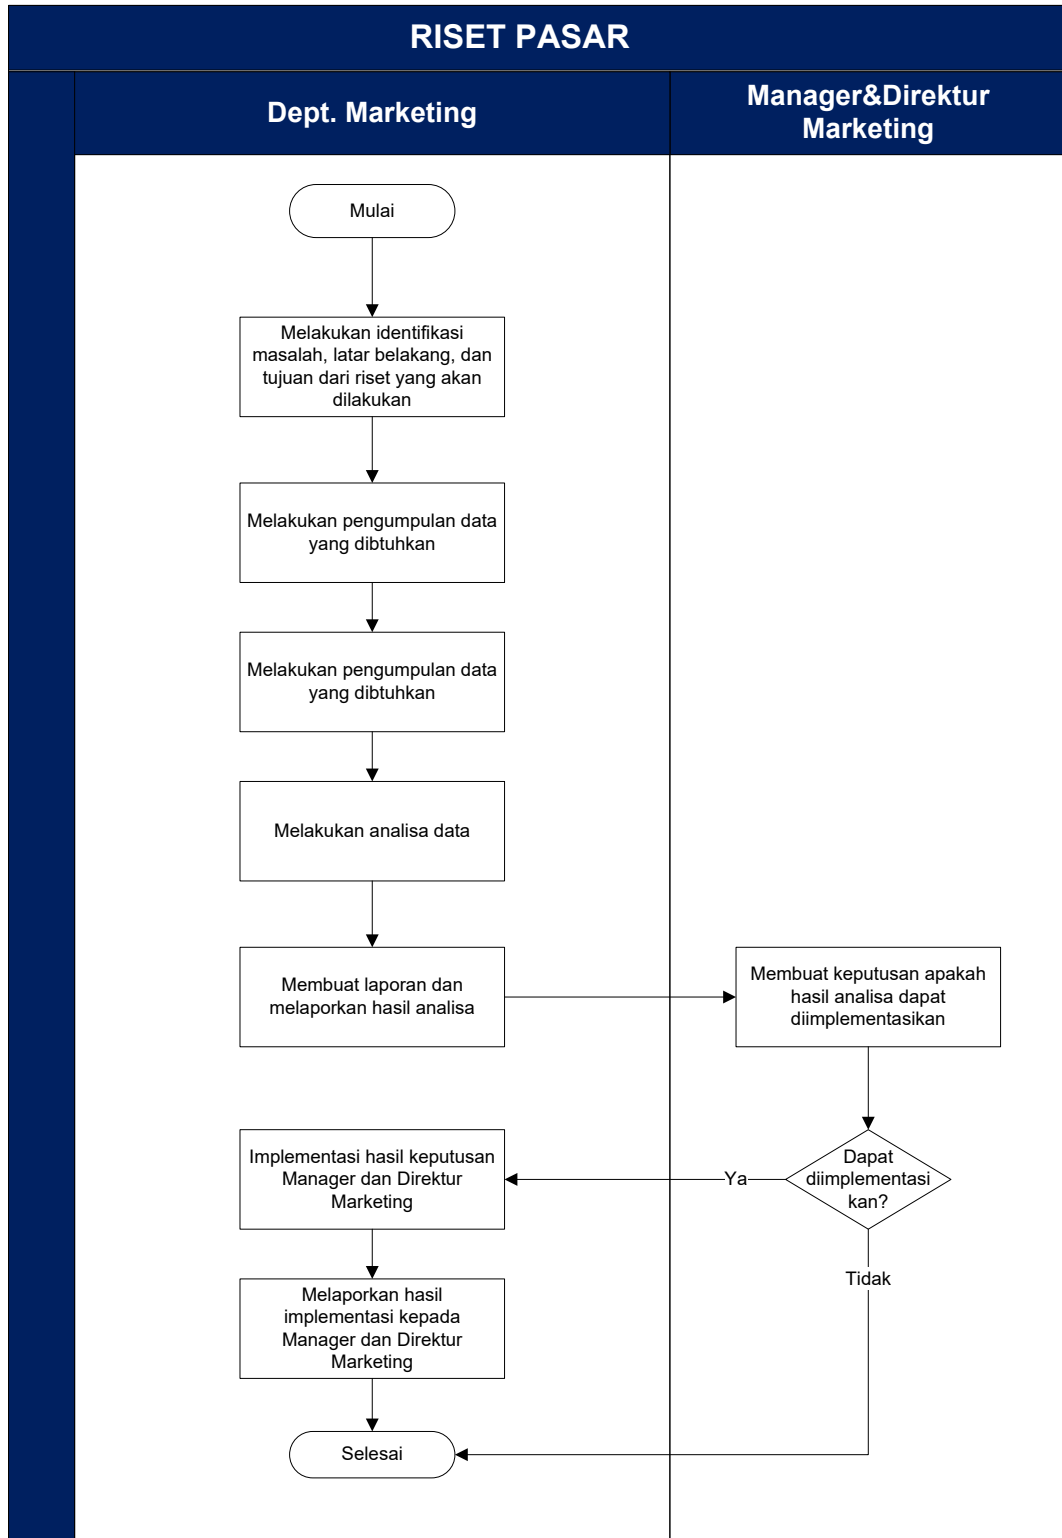 RISET PASAR
Dept. Marketing
Manager&Direktur
Marketing
Mulai
Melakukan identifikasi
masalah, latar belakang, dan
tujuan dari riset yang akan
dilakukan
Melakukan pengumpulan data
yang dibtuhkan
Melakukan pengumpulan data
yang dibtuhkan
Melakukan analisa data
Membuat laporan dan
melaporkan hasil analisa
Membuat keputusan apakah
hasil analisa dapat
diimplementasikan
Dapat
diimplementasi
kan?
Ya
Implementasi hasil keputusan
Manager dan Direktur
Marketing
Tidak
Melaporkan hasil
implementasi kepada
Manager dan Direktur
Marketing
Selesai